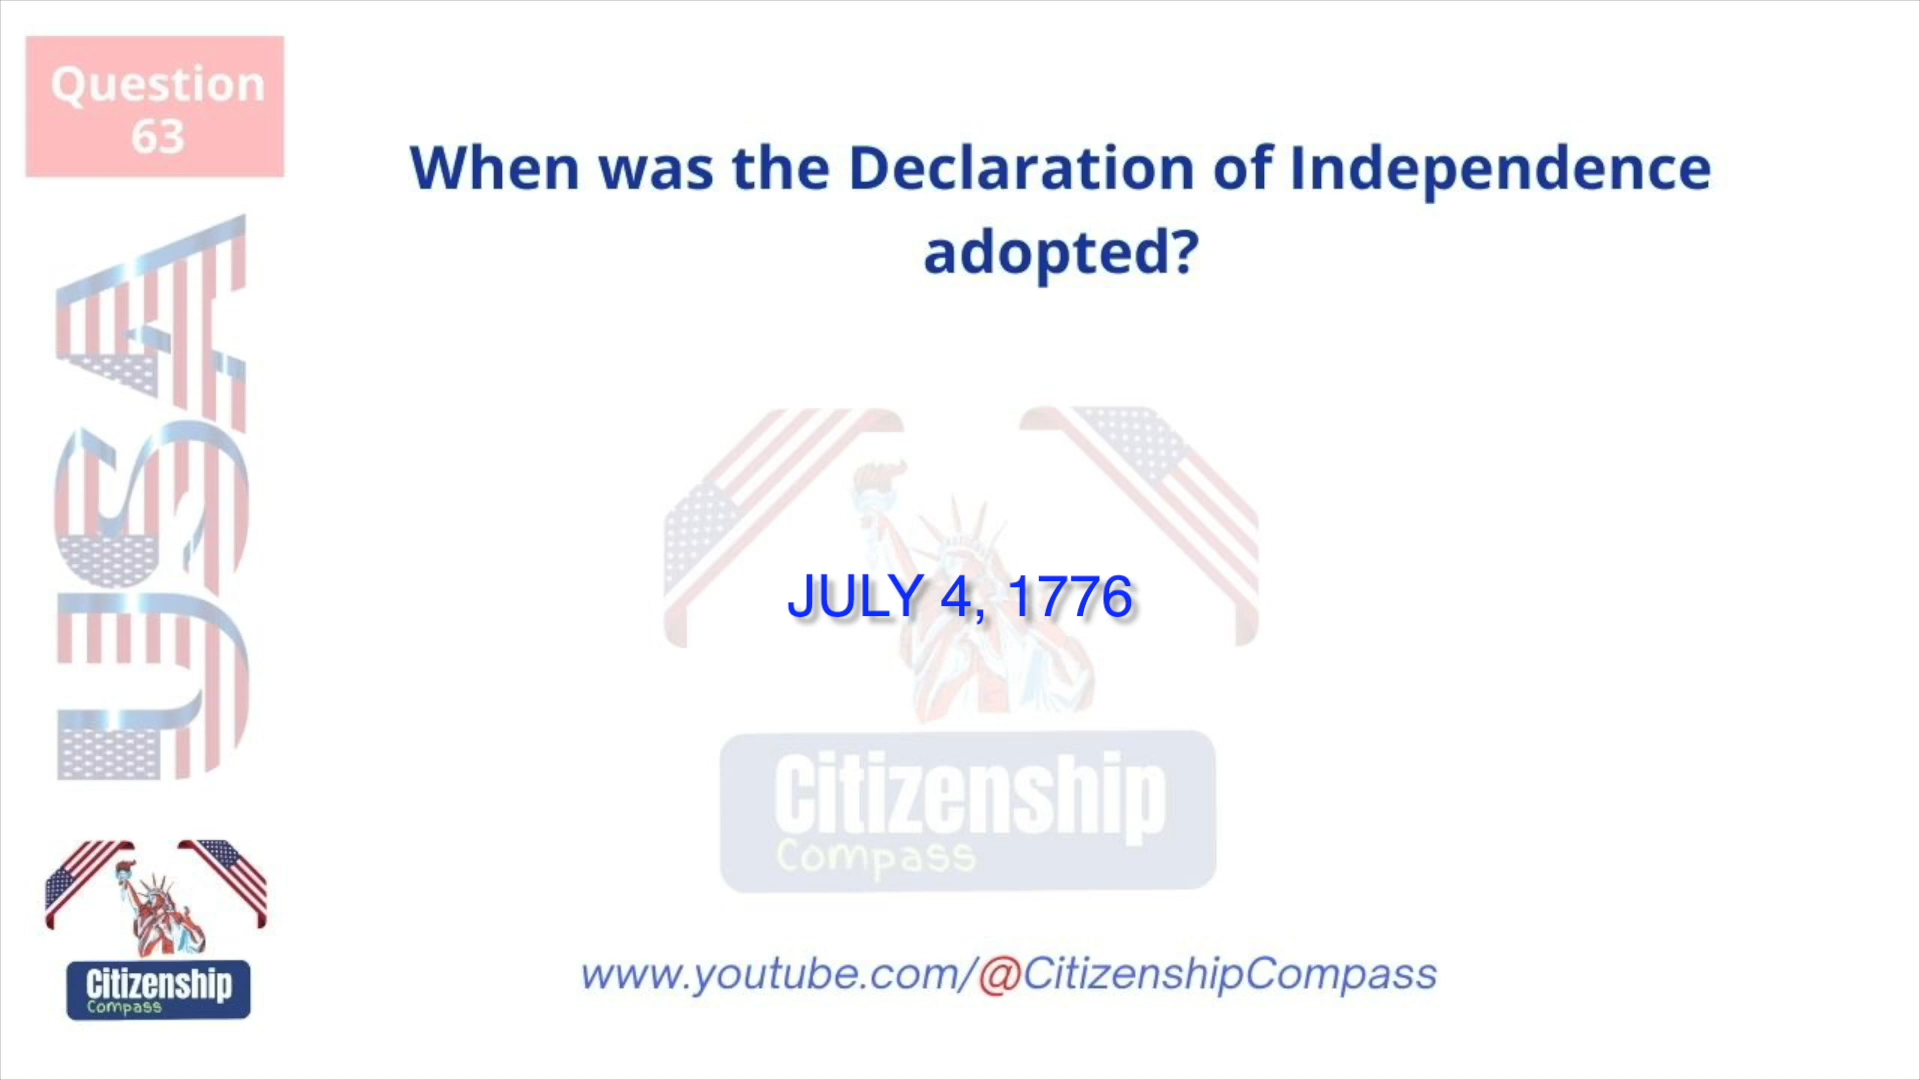 Question
63
When was the Declaration of Independence
adopted?
USA
JULY 4, 1776
Citizenship
Compass
Citizenship
Compass
www.youtube.com/@CitizenshipCompass